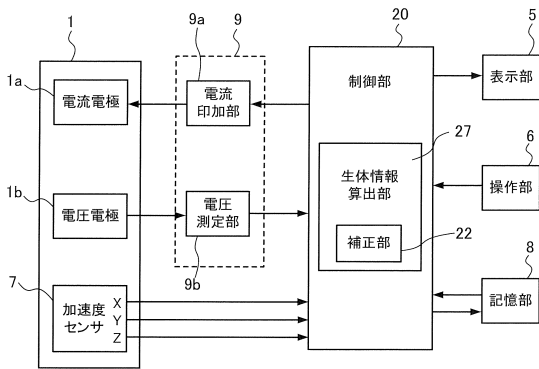 1
1a
電流電極
1b
電圧電極
7
加速度
センサ
X
Y
Z
9a
9
電流
印加部
電圧
測定部
9b
20
制御部
27
生体情報
算出部
補正部
22
5
表示部
6
操作部
8
記憶部